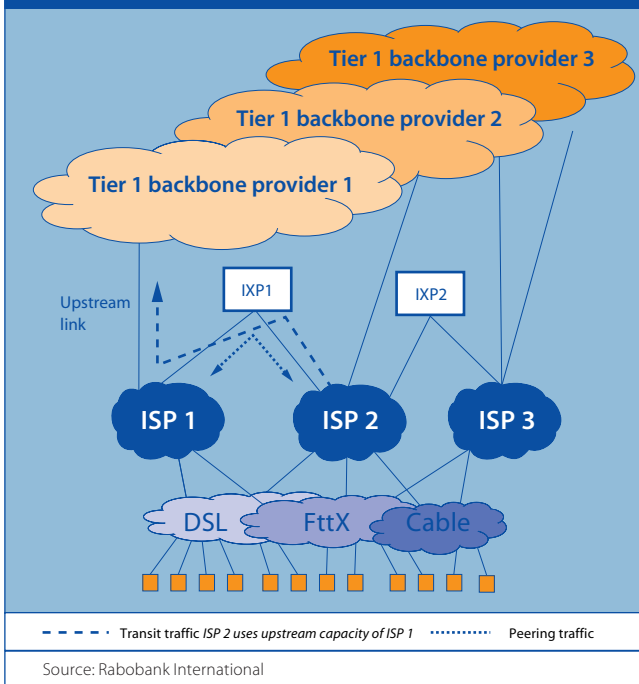 Tier 1 backbone provider 3
Tier 1 backbone provider 2
Tier 1 backbone provider 1
Upstream
link
IXP1
IXP2
ISP 1
ISP 2
ISP 3
DSL
FttX
Cable
Transit traffic ISP 2 uses upstream capacity of ISP 1
Peering traffic
Source: Rabobank International